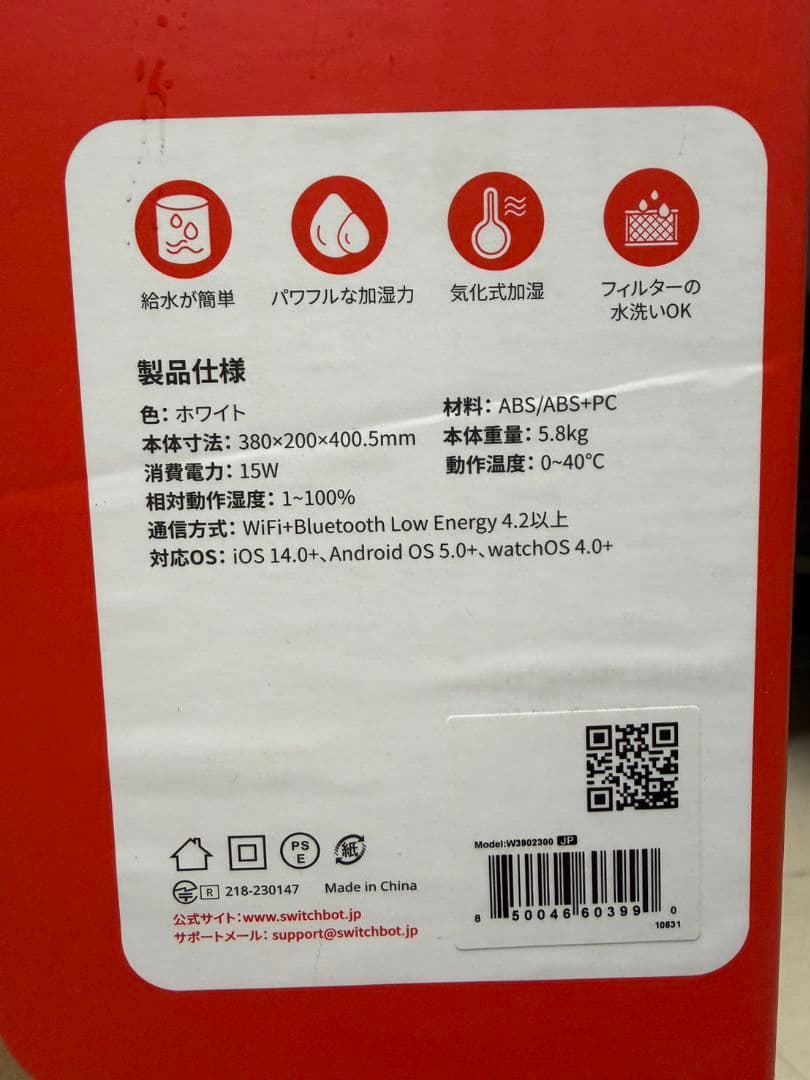 給水が簡単
パワフルな加湿力
気化式加湿
フィルターの
水洗いOK
製品仕様
色：ホワイト
材料：ABS/ABS+PC
本体寸法：380×200×400.5mm
本体重量：5.8kg
消費電力：15W
動作温度：0~40℃
相対動作湿度：1~100%
通信方式：WiFi+Bluetooth Low Energy 4.2以上
対応OS：iOS 14.0+、Android OS 5.0+、watchOS 4.0+
PS
E
紙
R 218-230147
Made in China
公式サイト：www.switchbot.jp
サポートメール：support@switchbot.jp
Model:W3902300 JP
8 50046 60399 0
10631